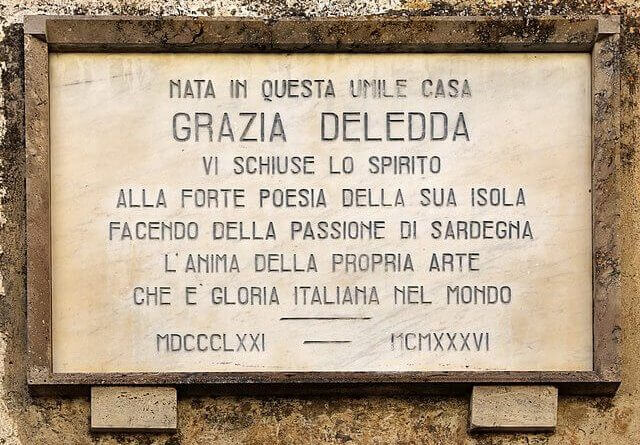 NATA IN QUESTA UMILE CASA
GRAZIA DELEDDA
VI SCHIUSE LO SPIRITO
ALLA FORTE POESIA DELLA SUA ISOLA
FACENDO DELLA PASSIONE DI SARDEGNA
L'ANIMA DELLA PROPRIA ARTE
CHE E' GLORIA ITALIANA NEL MONDO
MDCCCLXXI — MCMXXXVI